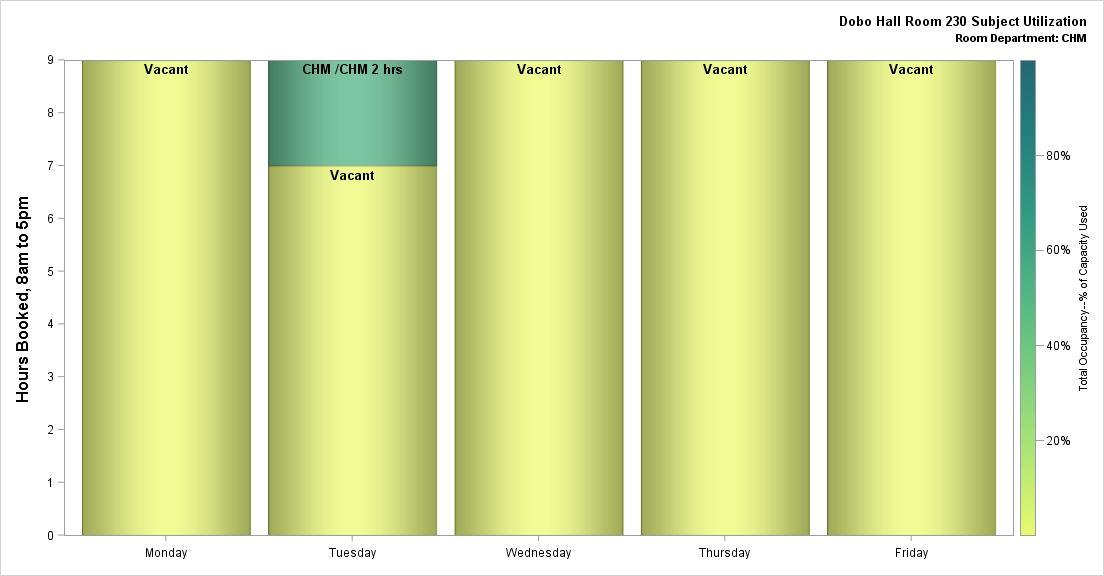 Dobo Hall Room 230 Subject Utilization
Room Department: CHM
Hours Booked, 8am to 5pm
9
8
7
6
5
4
3
2
1
0
Vacant
CHM /CHM 2 hrs
Vacant
Vacant
Vacant
Vacant
Monday
Tuesday
Wednesday
Thursday
Friday
80%
60%
40%
20%
Total Occupancy--% of Capacity Used